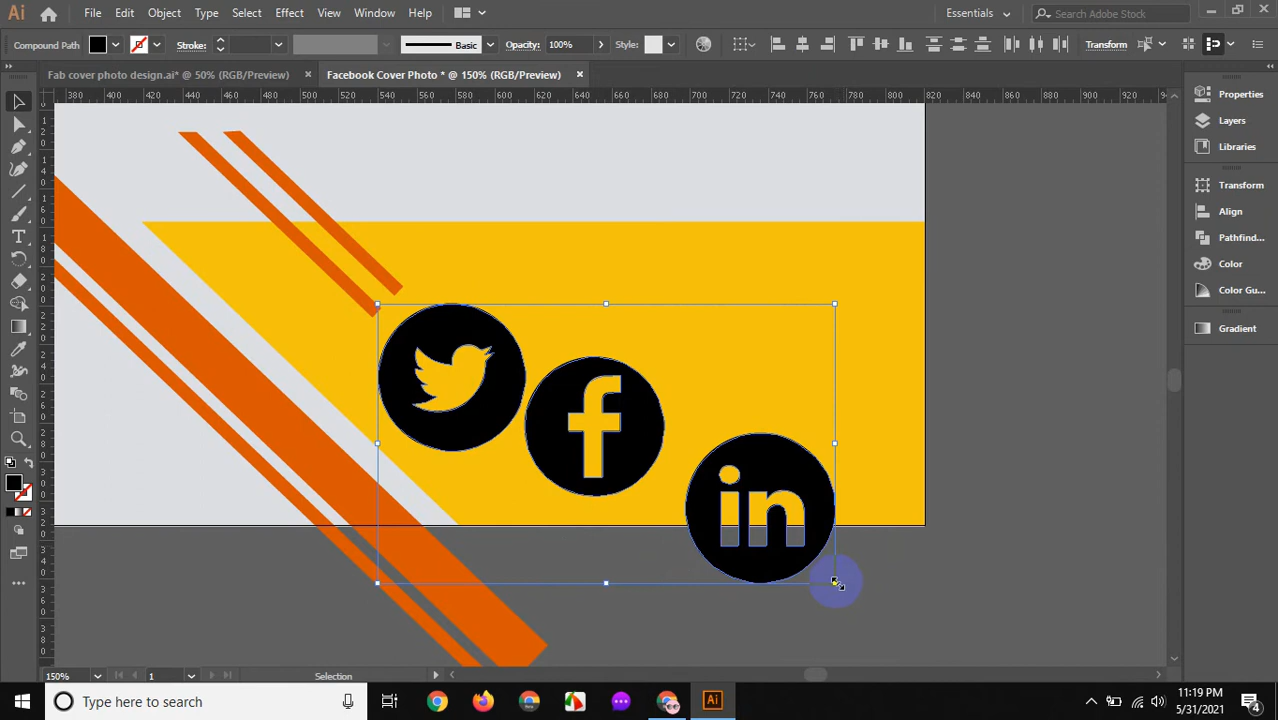 Ai File Edit Object Type Select Effect View Window Help Essentials Search Adobe Stock
Compound Path Stroke: Basic Opacity: 100% Style: Transform
Fab cover photo design.ai* @ 50% (RGB/Preview) × Facebook Cover Photo * @ 150% (RGB/Preview) ×
380 400 420 440 460 480 500 520 540 560 580 600 620 640 660 680 700 720 740 760 780 800 820 840 860 880 900 920
Properties
Layers
Libraries
Transform
Align
Pathfind...
Color
Color Gu...
Gradient
f
in
150% 1 Selection
Type here to search
Ai
11:19 PM
5/31/2021
4